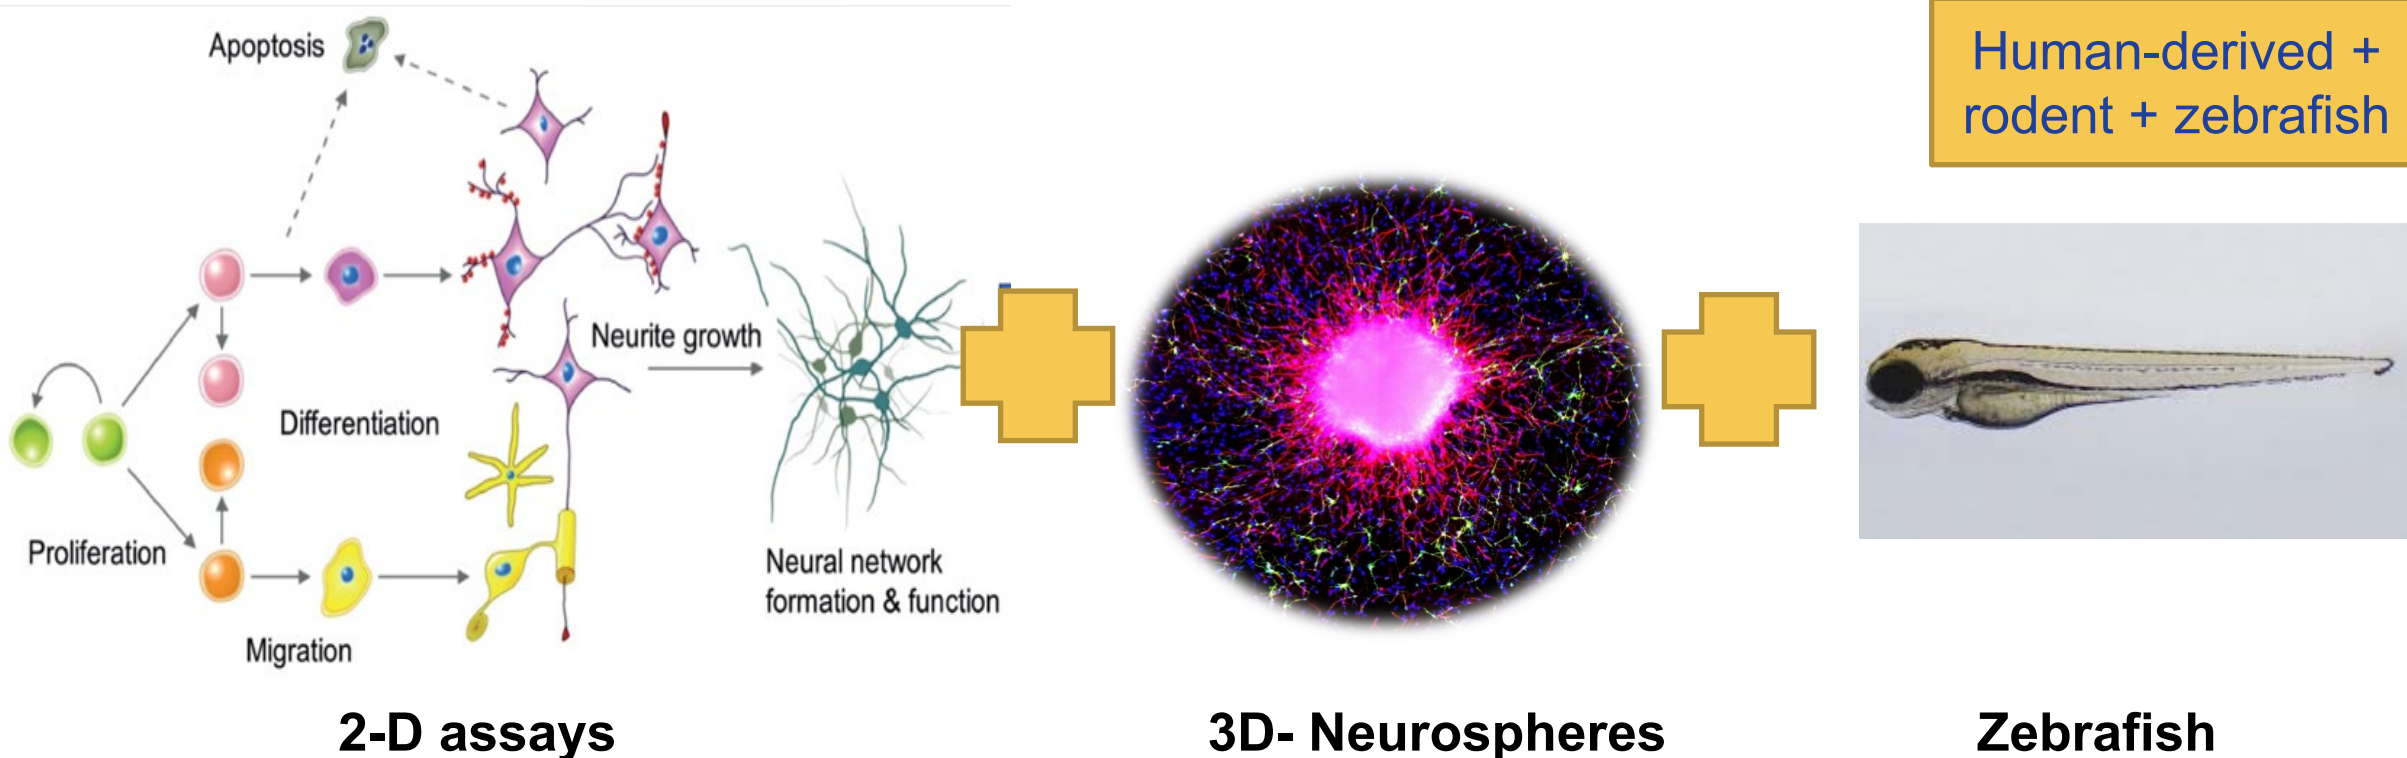 Apoptosis
Human-derived +
rodent + zebrafish
Neurite growth
Differentiation
Proliferation
Neural network
formation & function
Migration
2-D assays
3D- Neurospheres
Zebrafish